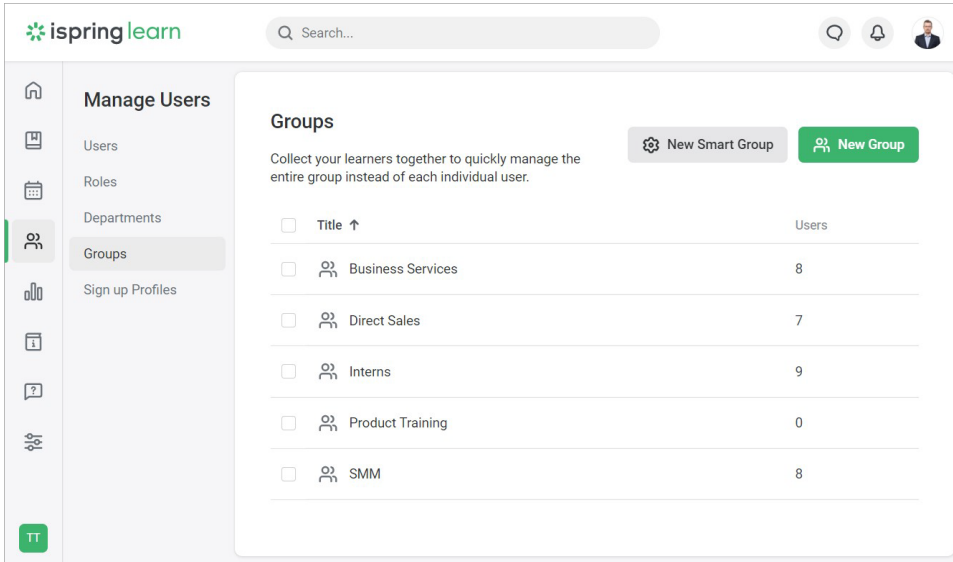 ispring learn
Search...
Manage Users
Users
Roles
Departments
Groups
Sign up Profiles
TT
Groups
Collect your learners together to quickly manage the
entire group instead of each individual user.
New Smart Group
New Group
Title ↑ Users
Business Services 8
Direct Sales 7
Interns 9
Product Training 0
SMM 8